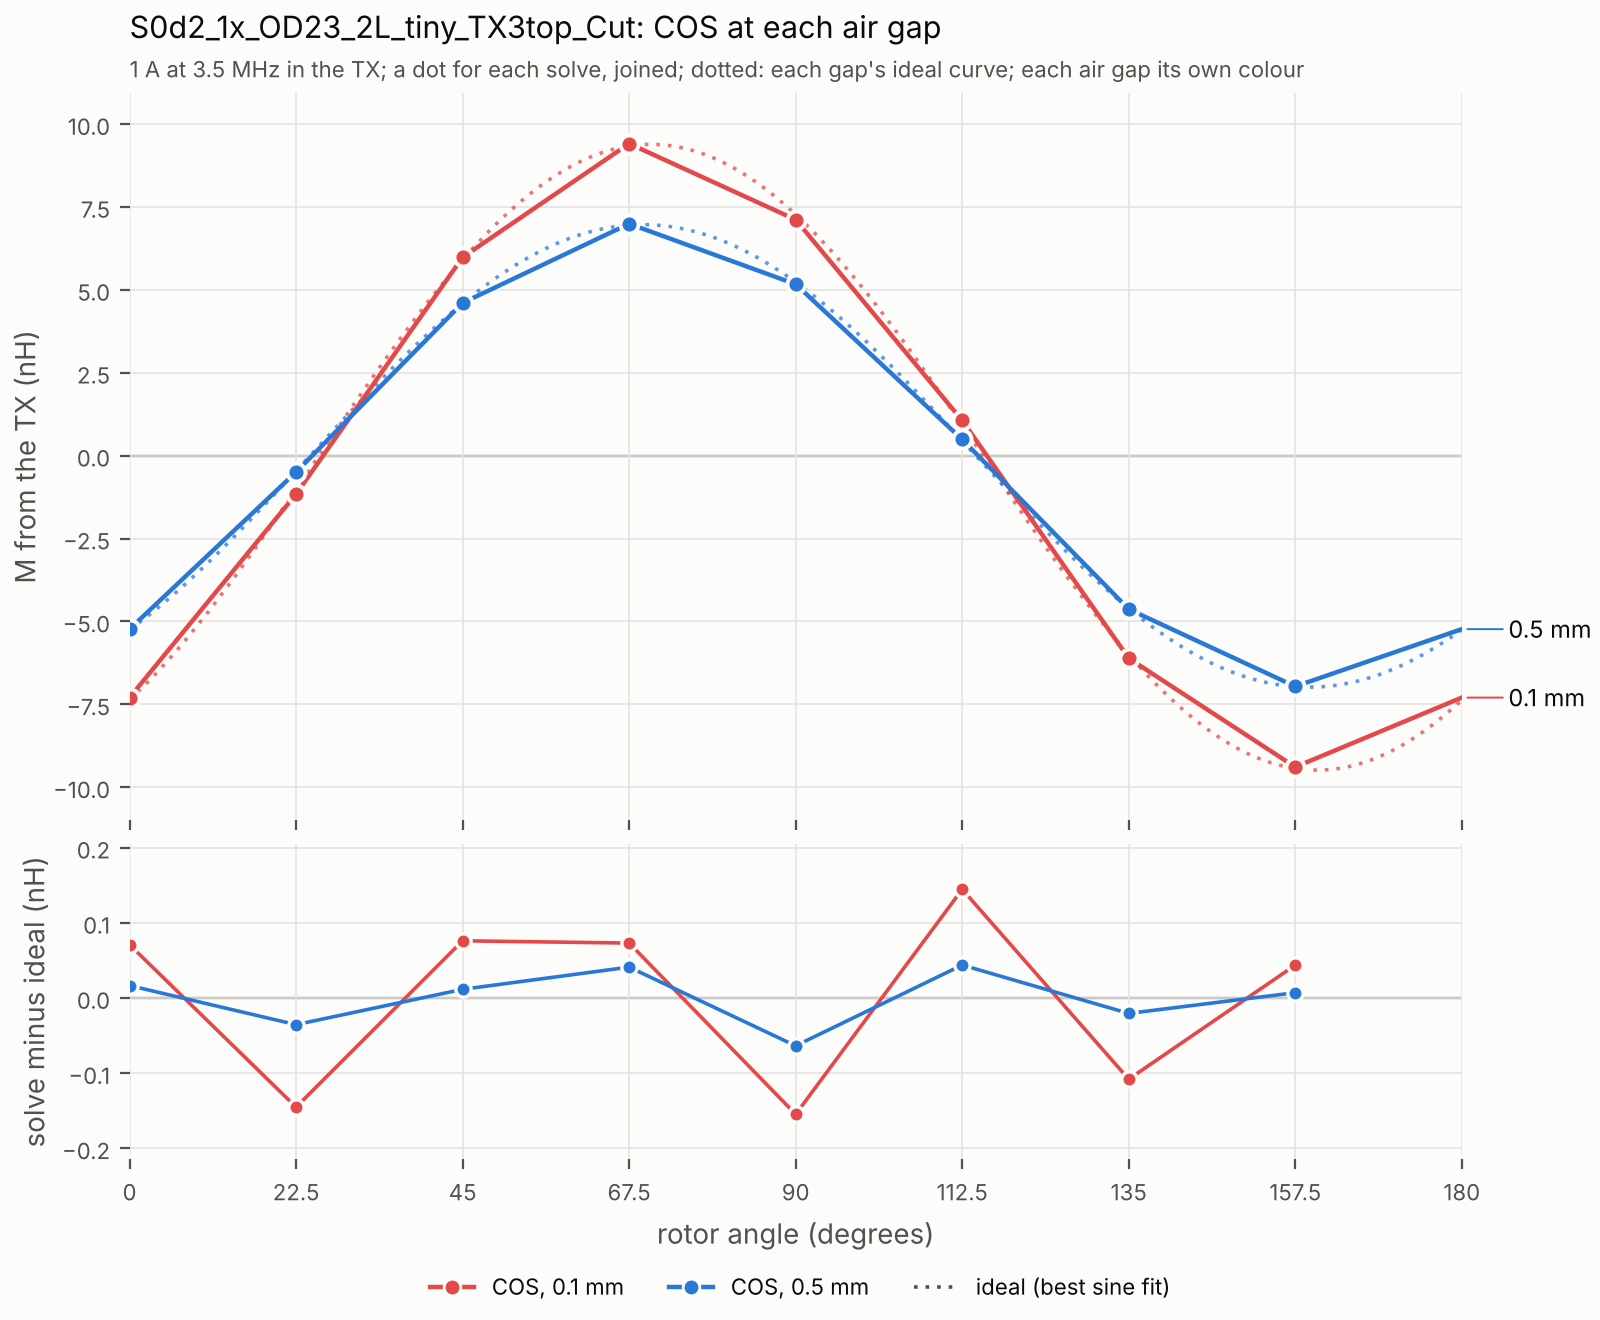 S0d2_1x_OD23_2L_tiny_TX3top_Cut: COS at each air gap
1 A at 3.5 MHz in the TX; a dot for each solve, joined; dotted: each gap's ideal curve; each air gap its own colour
M from the TX (nH)
10.0
7.5
5.0
2.5
0.0
−2.5
−5.0
−7.5
−10.0
0.5 mm
0.1 mm
solve minus ideal (nH)
0.2
0.1
0.0
−0.1
−0.2
0 22.5 45 67.5 90 112.5 135 157.5 180
rotor angle (degrees)
COS, 0.1 mm COS, 0.5 mm ideal (best sine fit)